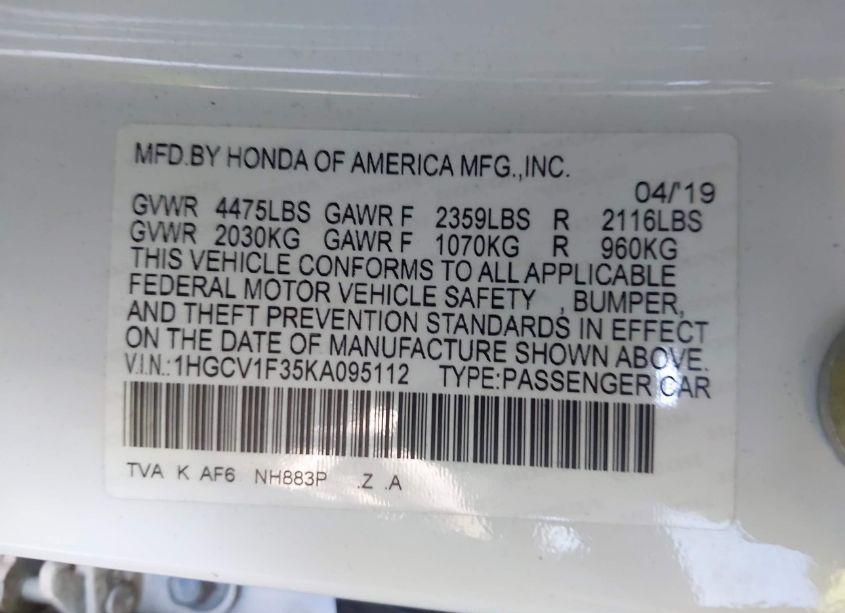 MFD.BY HONDA OF AMERICA MFG.,INC.
04/'19
GVWR 4475LBS GAWR F 2359LBS R 2116LBS
GVWR 2030KG GAWR F 1070KG R 960KG
THIS VEHICLE CONFORMS TO ALL APPLICABLE
FEDERAL MOTOR VEHICLE SAFETY , BUMPER,
AND THEFT PREVENTION STANDARDS IN EFFECT
ON THE DATE OF MANUFACTURE SHOWN ABOVE.
V.I.N.:1HGCV1F35KA095112 TYPE:PASSENGER CAR
TVA K AF6 NH883P .Z .A